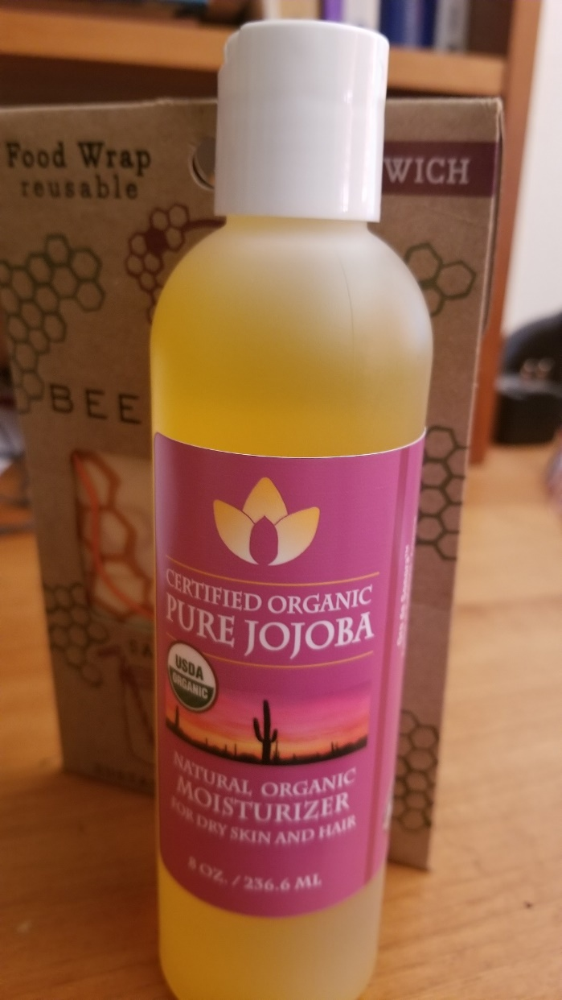 Food Wrap
reusable
WICH
BEE
CERTIFIED ORGANIC
PURE JOJOBA
USDA
ORGANIC
NATURAL ORGANIC
MOISTURIZER
FOR DRY SKIN AND HAIR
8 OZ. / 236.6 ML